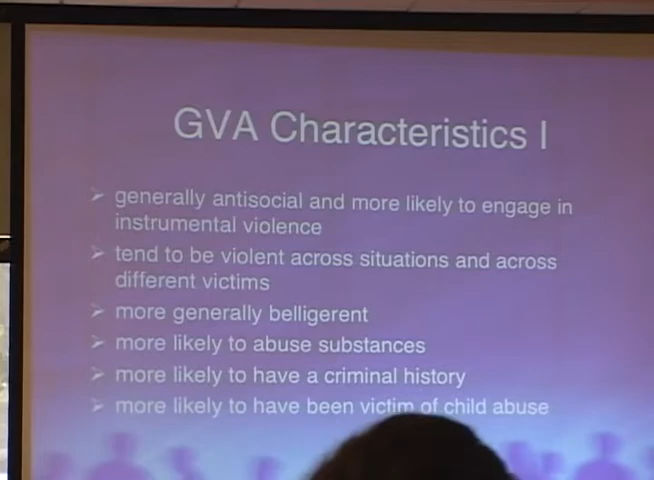 GVA Characteristics I
➢ generally antisocial and more likely to engage in
instrumental violence
➢ tend to be violent across situations and across
different victims
➢ more generally belligerent
➢ more likely to abuse substances
➢ more likely to have a criminal history
➢ more likely to have been victim of child abuse